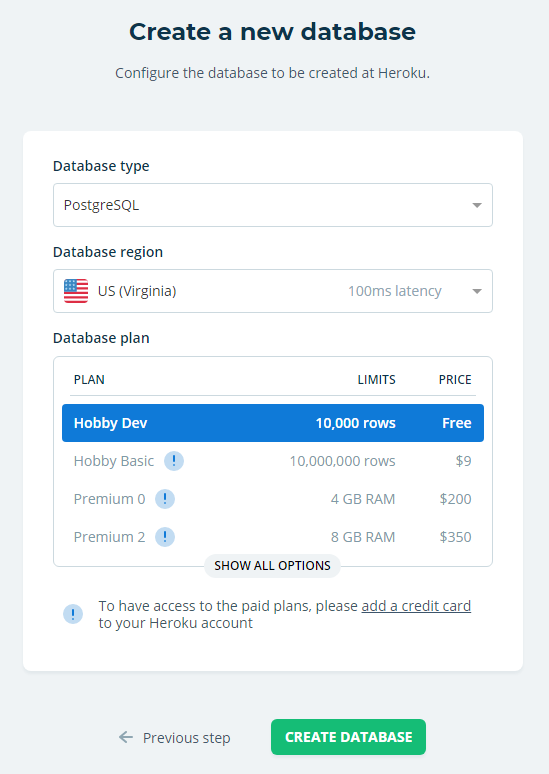 Create a new database
Configure the database to be created at Heroku.
Database type
PostgreSQL
Database region
US (Virginia) 100ms latency
Database plan
PLAN LIMITS PRICE
Hobby Dev 10,000 rows Free
Hobby Basic ! 10,000,000 rows $9
Premium 0 ! 4 GB RAM $200
Premium 2 ! 8 GB RAM $350
SHOW ALL OPTIONS
! To have access to the paid plans, please add a credit card
to your Heroku account
← Previous step CREATE DATABASE